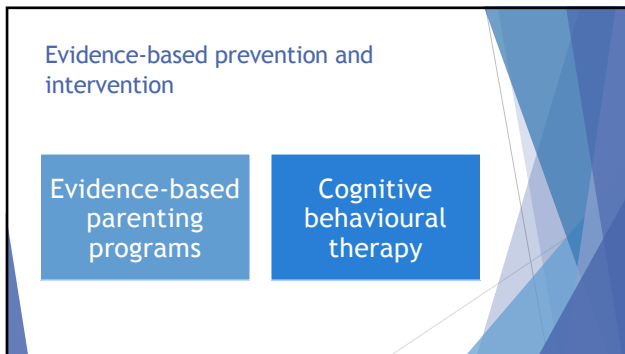 Evidence-based prevention and
intervention
Evidence-based
parenting
programs
Cognitive
behavioural
therapy